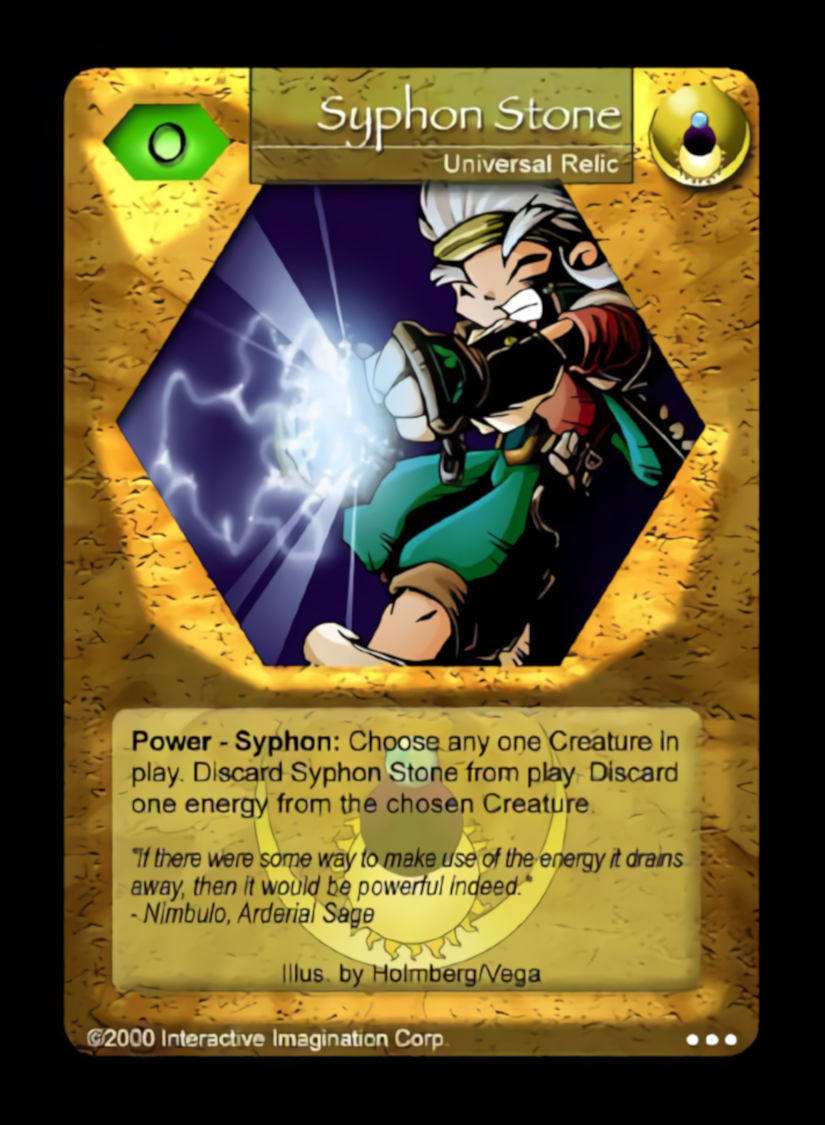 0
Syphon Stone
Universal Relic
Power - Syphon: Choose any one Creature in
play. Discard Syphon Stone from play. Discard
one energy from the chosen Creature.
"If there were some way to make use of the energy it drains
away, then it would be powerful indeed."
- Nimbulo, Arderial Sage
Illus. by Holmberg/Vega
©2000 Interactive Imagination Corp.